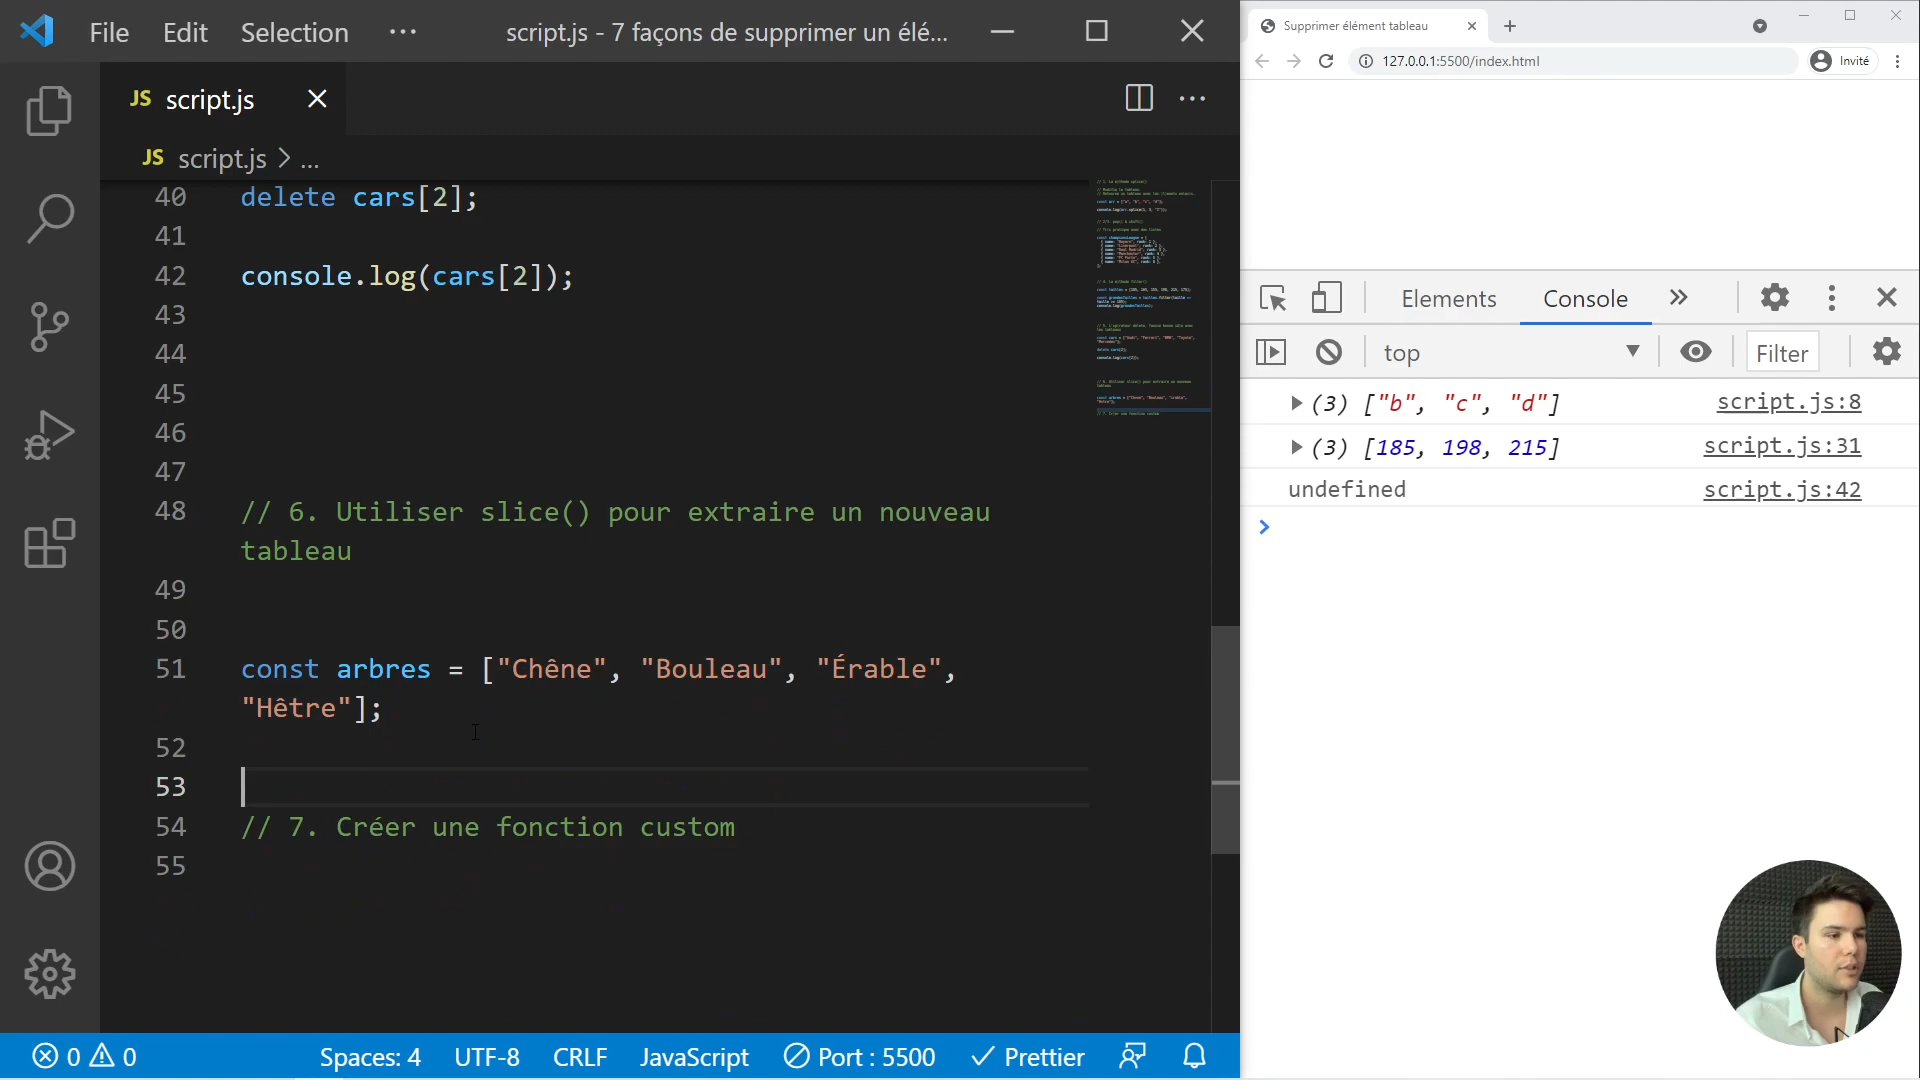 File Edit Selection ··· script.js - 7 façons de supprimer un élé...
JS script.js
JS script.js > ...
40 delete cars[2];
41
42 console.log(cars[2]);
43
44
45
46
47
48 // 6. Utiliser slice() pour extraire un nouveau
tableau
49
50
51 const arbres = ["Chêne", "Bouleau", "Érable",
"Hêtre"];
52
53
54 // 7. Créer une fonction custom
55
0 0 Spaces: 4 UTF-8 CRLF JavaScript Port : 5500 Prettier
Supprimer élément tableau
127.0.0.1:5500/index.html Invité
Elements Console
top Filter
(3) ["b", "c", "d"] script.js:8
(3) [185, 198, 215] script.js:31
undefined script.js:42